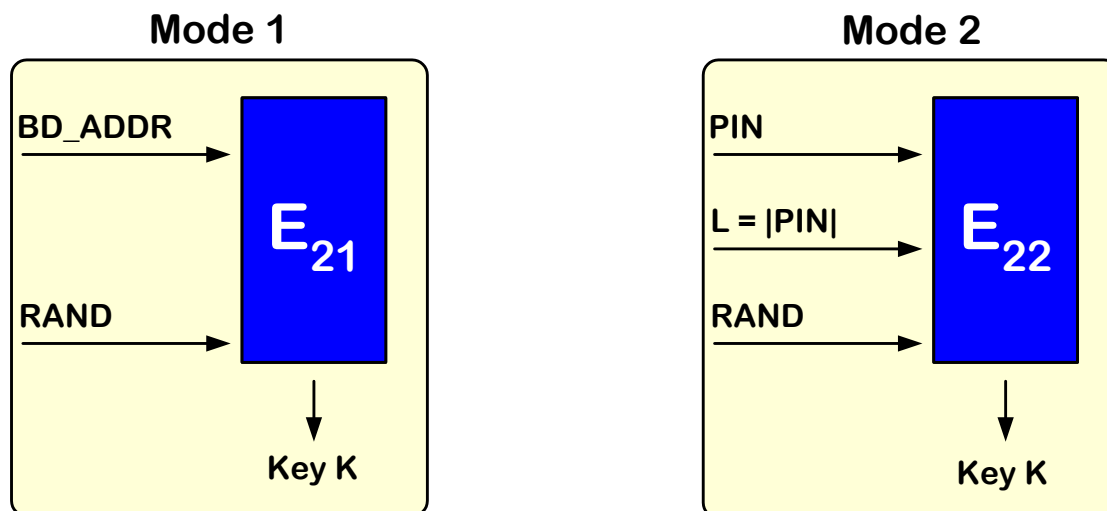 Mode 1
BD_ADDR
E21
RAND
Key K
Mode 2
PIN
L = |PIN|
E22
RAND
Key K